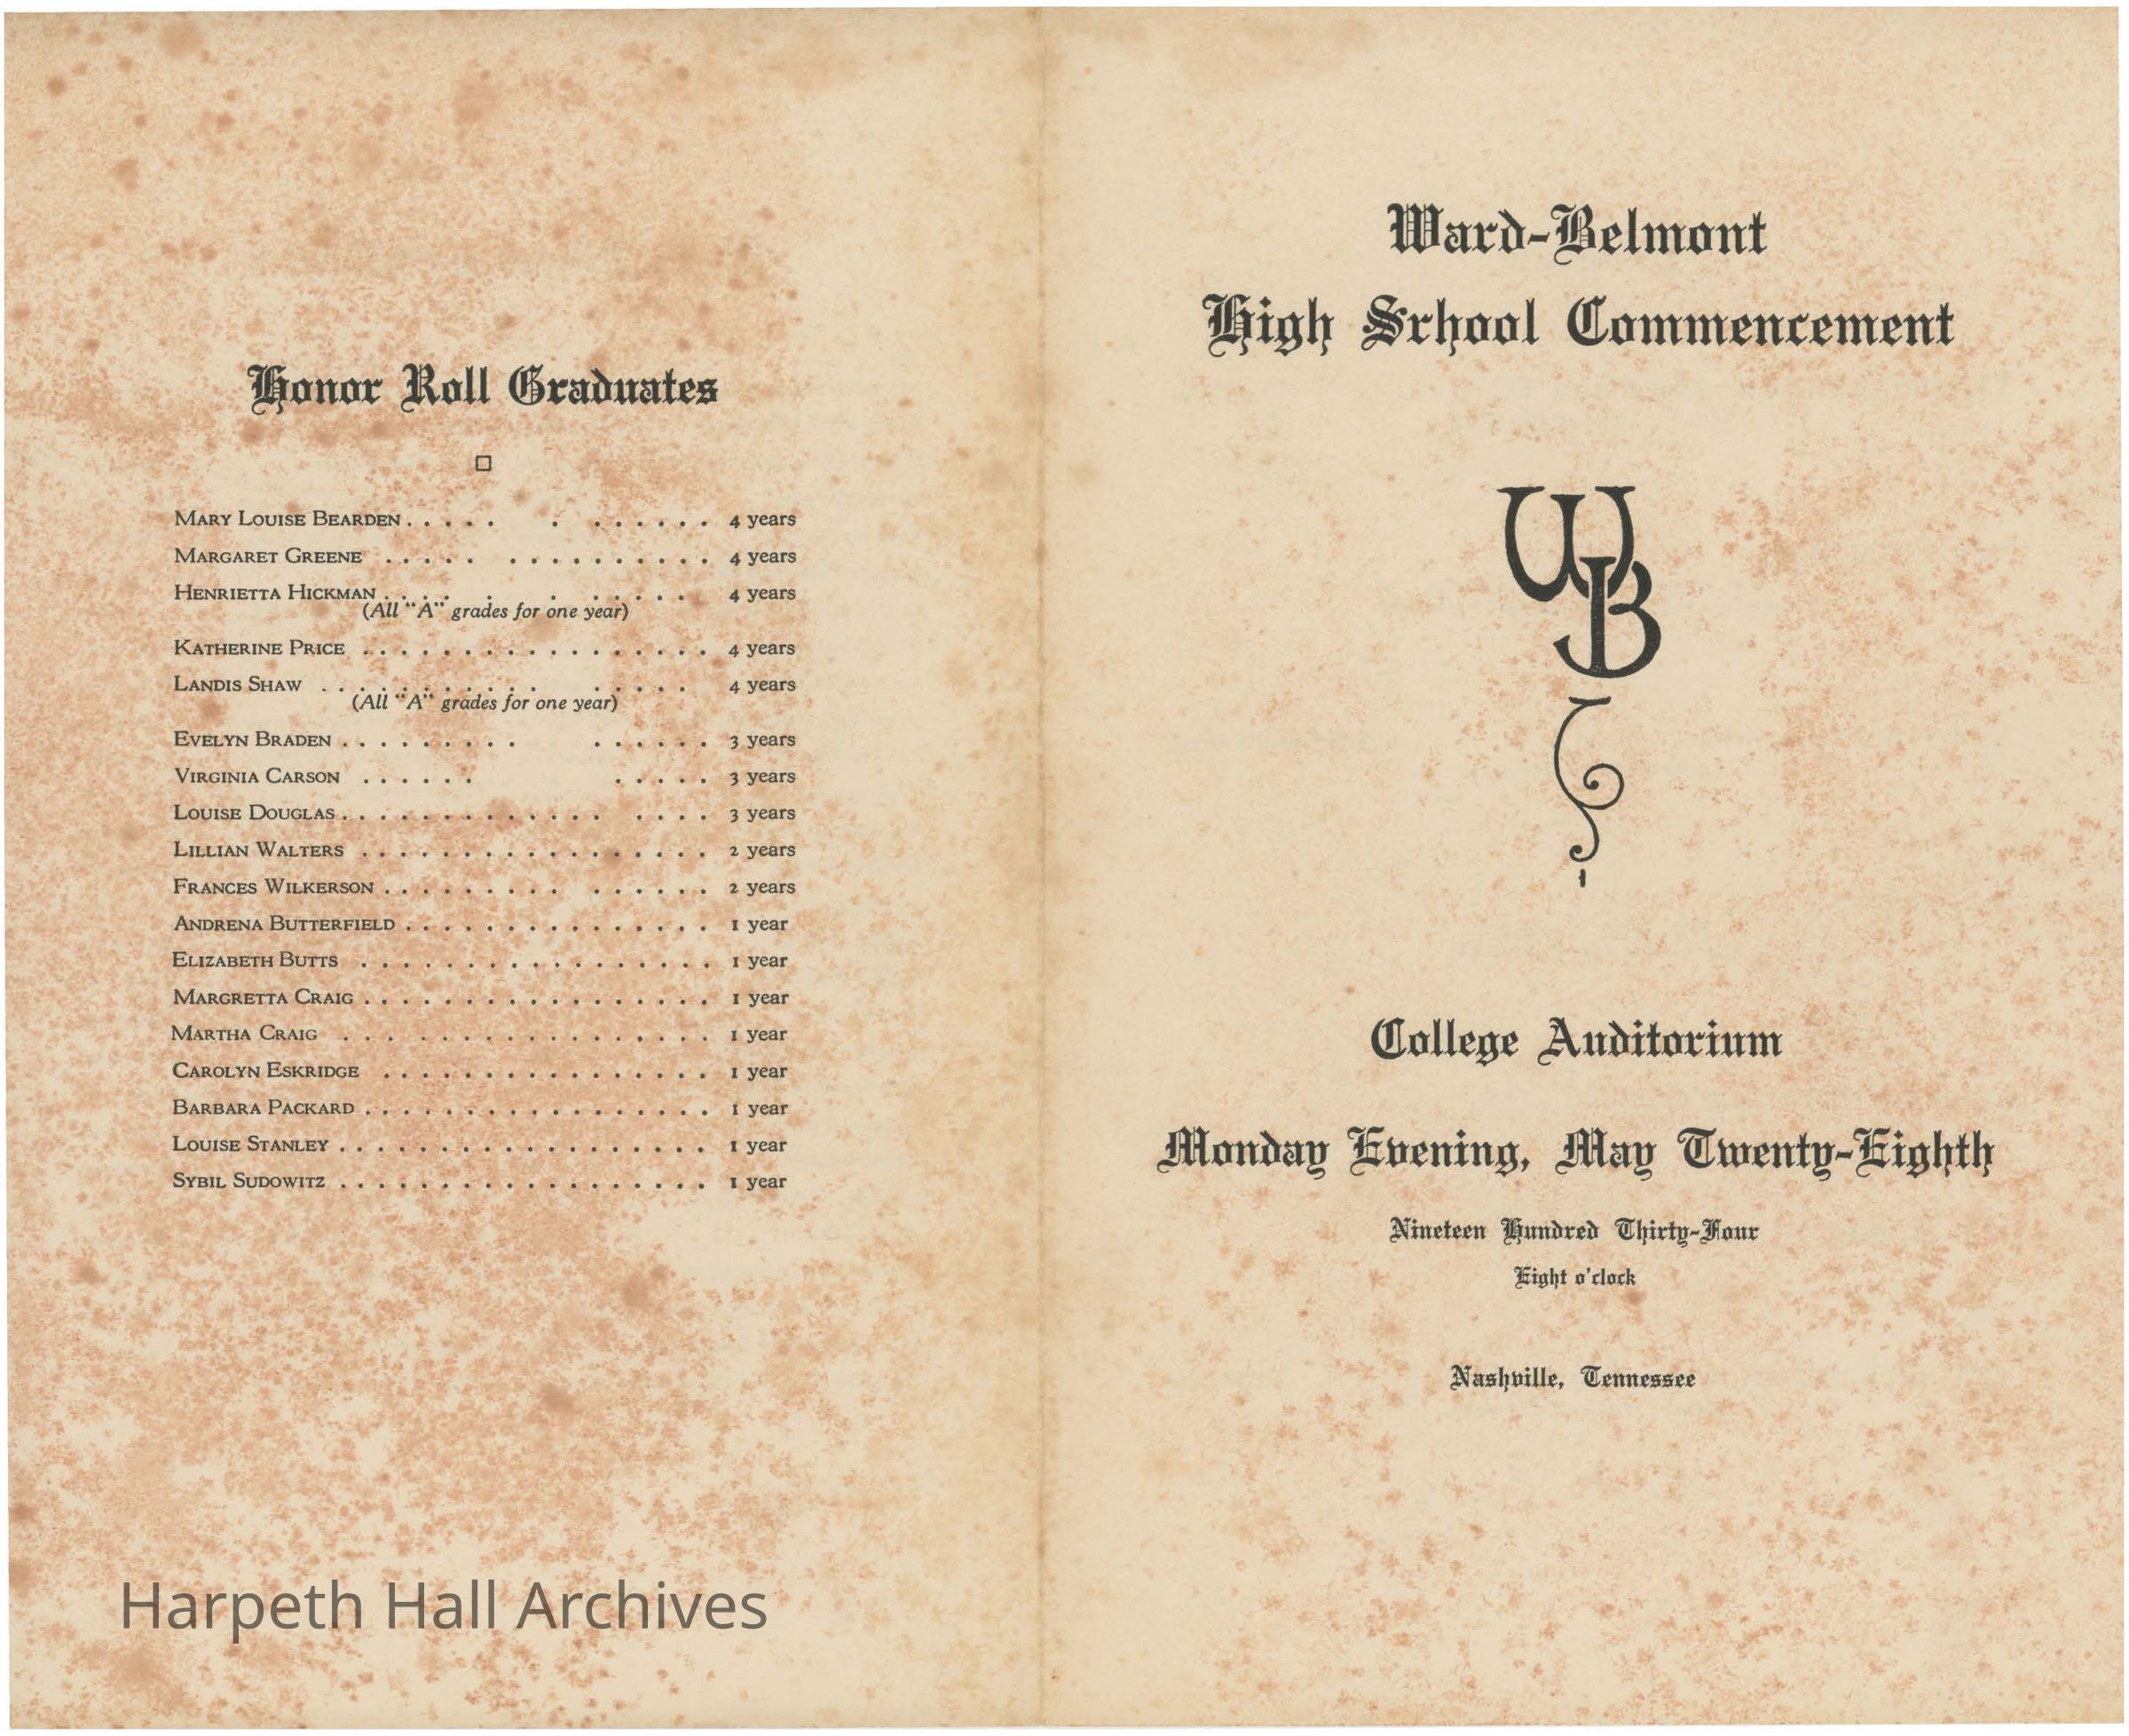 Honor Roll Graduates
MARY LOUISE BEARDEN . . . . . . . . . . . . 4 years
MARGARET GREENE . . . . . . . . . . . . . . . 4 years
HENRIETTA HICKMAN . . . . . . . . . . . 4 years
(All "A" grades for one year)
KATHERINE PRICE . . . . . . . . . . . . . . . . . . 4 years
LANDIS SHAW . . . . . . . . . . . . . . . . 4 years
(All "A" grades for one year)
EVELYN BRADEN . . . . . . . . . . . . . . . 3 years
VIRGINIA CARSON . . . . . . . . . . . 3 years
LOUISE DOUGLAS . . . . . . . . . . . . . . . . . 3 years
LILLIAN WALTERS . . . . . . . . . . . . . . . . . . 2 years
FRANCES WILKERSON . . . . . . . . . . . . . . . 2 years
ANDRENA BUTTERFIELD . . . . . . . . . . . . . . . . 1 year
ELIZABETH BUTTS . . . . . . . . . . . . . . . . . . 1 year
MARGRETTA CRAIG . . . . . . . . . . . . . . . . . . 1 year
MARTHA CRAIG . . . . . . . . . . . . . . . . . . 1 year
CAROLYN ESKRIDGE . . . . . . . . . . . . . . . . . 1 year
BARBARA PACKARD . . . . . . . . . . . . . . . . . . 1 year
LOUISE STANLEY . . . . . . . . . . . . . . . . . . . 1 year
SYBIL SUDOWITZ . . . . . . . . . . . . . . . . . . . 1 year
Harpeth Hall Archives
Ward-Belmont
High School Commencement
WB
College Auditorium
Monday Evening, May Twenty-Eighth
Nineteen Hundred Thirty-Four
Eight o'clock
Nashville, Tennessee